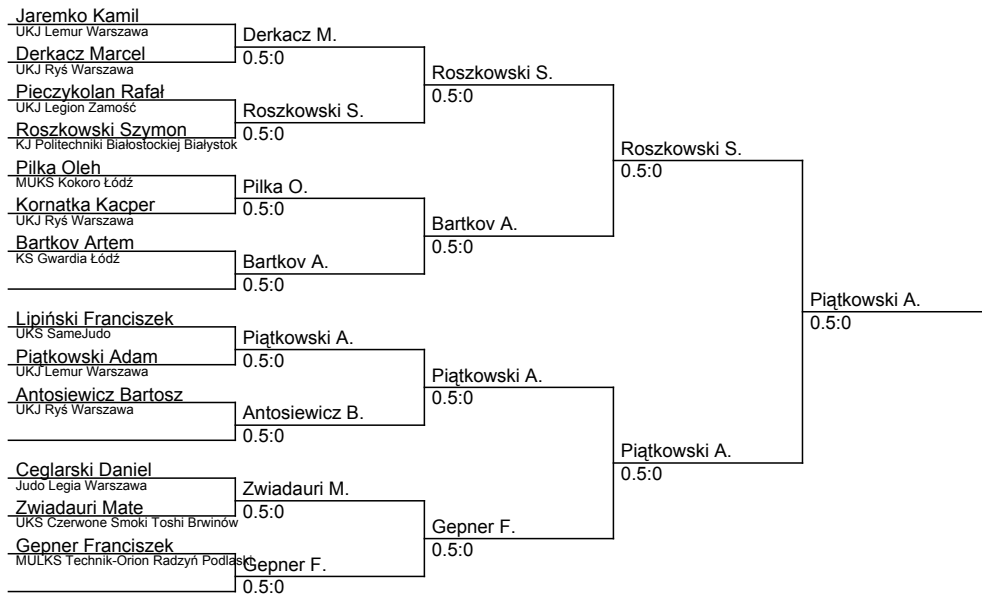 Jaremko Kamil
UKJ Lemur Warszawa
Derkacz Marcel
UKJ Ryś Warszawa
Pieczykolan Rafał
UKJ Legion Zamość
Roszkowski Szymon
KJ Politechniki Białostockiej Białystok
Pilka Oleh
MUKS Kokoro Łódź
Kornatka Kacper
UKJ Ryś Warszawa
Bartkov Artem
KS Gwardia Łódź
Lipiński Franciszek
UKS SameJudo
Piątkowski Adam
UKJ Lemur Warszawa
Antosiewicz Bartosz
UKJ Ryś Warszawa
Ceglarski Daniel
Judo Legia Warszawa
Zwiadauri Mate
UKS Czerwone Smoki Toshi Brwinów
Gepner Franciszek
MULKS Technik-Orion Radzyń Podlaski
Derkacz M.
0.5:0
Roszkowski S.
0.5:0
Pilka O.
0.5:0
Bartkov A.
0.5:0
Piątkowski A.
0.5:0
Antosiewicz B.
0.5:0
Zwiadauri M.
0.5:0
Gepner F.
0.5:0
Roszkowski S.
0.5:0
Bartkov A.
0.5:0
Piątkowski A.
0.5:0
Gepner F.
0.5:0
Roszkowski S.
0.5:0
Piątkowski A.
0.5:0
Piątkowski A.
0.5:0